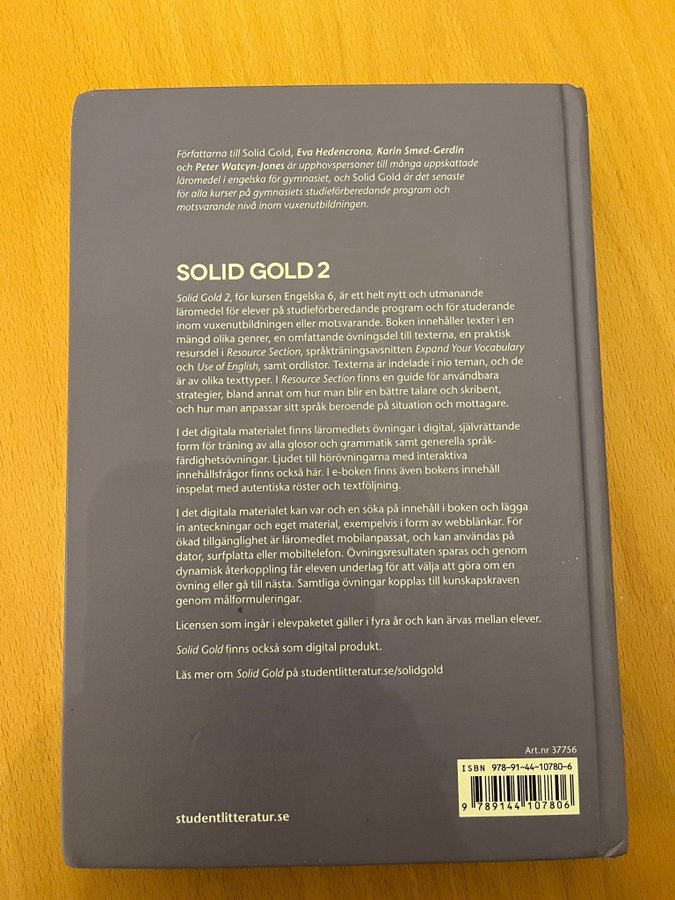 Författarna till Solid Gold, Eva Hedencrona, Karin Smed-Gerdin
och Peter Watcyn-Jones är upphovspersoner till många uppskattade
läromedel i engelska för gymnasiet, och Solid Gold är det senaste
för alla kurser på gymnasiets studieförberedande program och
motsvarande nivå inom vuxenutbildningen.
SOLID GOLD 2
Solid Gold 2, för kursen Engelska 6, är ett helt nytt och utmanande
läromedel för elever på studieförberedande program och för studerande
inom vuxenutbildningen eller motsvarande. Boken innehåller texter i en
mängd olika genrer, en omfattande övningsdel till texterna, en praktisk
resursdel i Resource Section, språkträningsavsnitten Expand Your Vocabulary
och Use of English, samt ordlistor. Texterna är indelade i nio teman, och de
är av olika texttyper. I Resource Section finns en guide för användbara
strategier, bland annat om hur man blir en bättre talare och skribent,
och hur man anpassar sitt språk beroende på situation och mottagare.
I det digitala materialet finns läromedlets övningar i digital, självrättande
form för träning av alla glosor och grammatik samt generella språk-
färdighetsövningar. Ljudet till hörövningarna med interaktiva
innehållsfrågor finns också här. I e-boken finns även bokens innehåll
inspelat med autentiska röster och textföljning.
I det digitala materialet kan var och en söka på innehåll i boken och lägga
in anteckningar och eget material, exempelvis i form av webblänkar. För
ökad tillgänglighet är läromedlet mobilanpassat, och kan användas på
dator, surfplatta eller mobiltelefon. Övningsresultaten sparas och genom
dynamisk återkoppling får eleven underlag för att välja att göra om en
övning eller gå till nästa. Samtliga övningar kopplas till kunskapskraven
genom målformuleringar.
Licensen som ingår i elevpaketet gäller i fyra år och kan ärvas mellan elever.
Solid Gold finns också som digital produkt.
Läs mer om Solid Gold på studentlitteratur.se/solidgold
Art.nr 37756
ISBN 978-91-44-10780-6
9 789144 107806
studentlitteratur.se